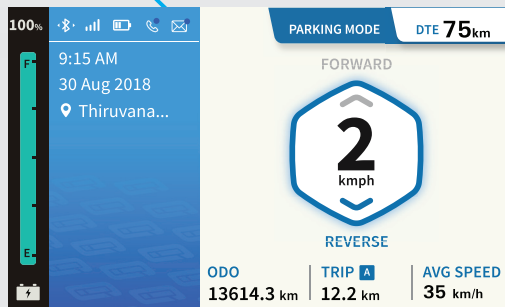 100%
F
E
9:15 AM
30 Aug 2018
Thiruvana...
PARKING MODE
DTE 75km
FORWARD
2
kmph
REVERSE
ODO
13614.3 km
TRIP A
12.2 km
AVG SPEED
35 km/h